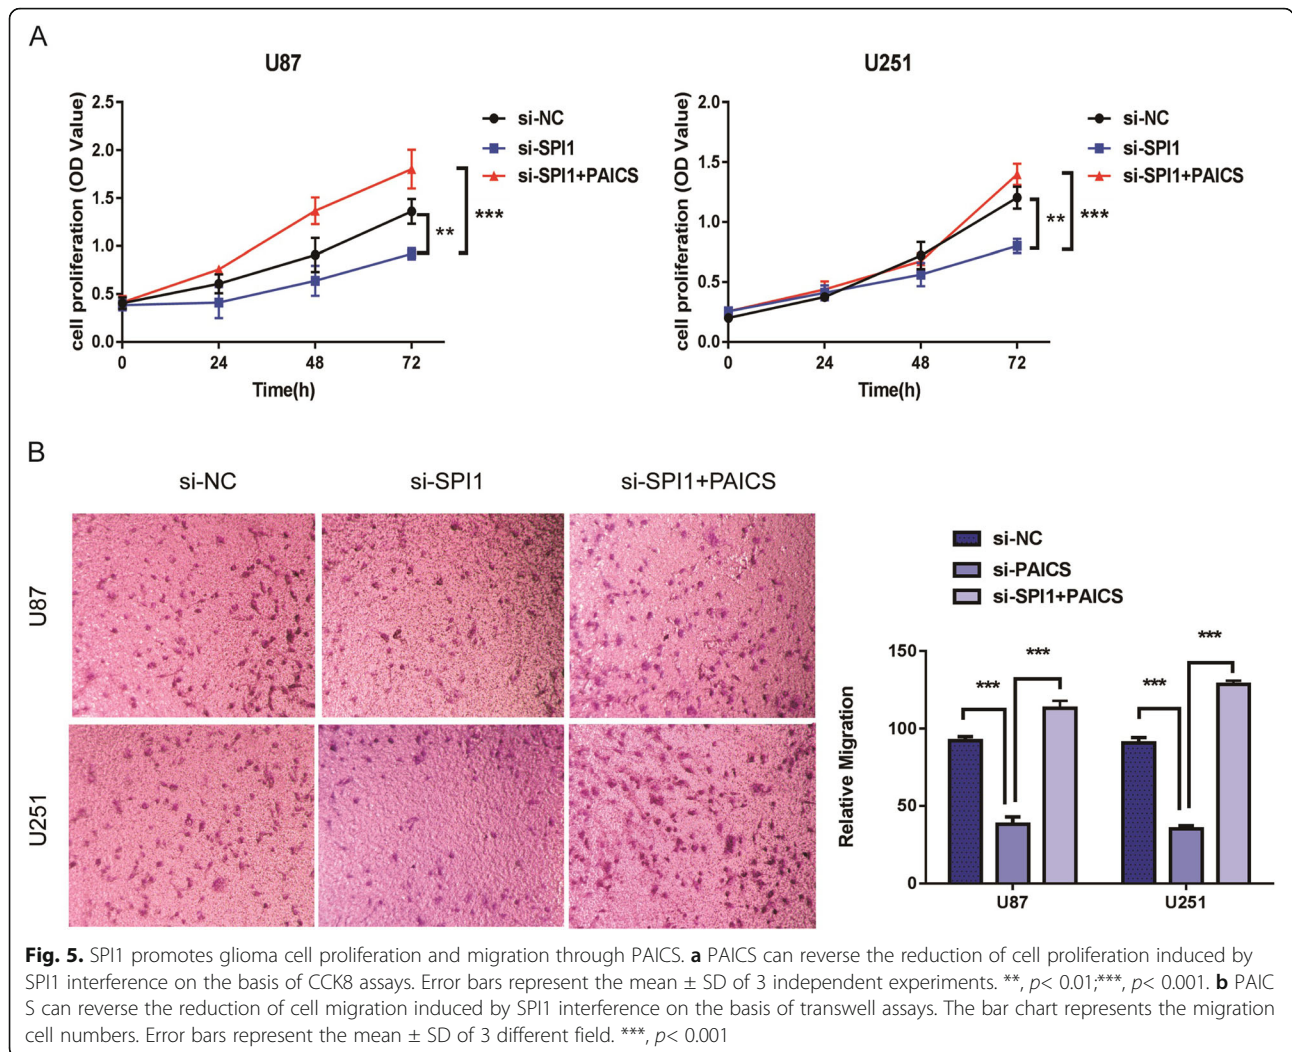 A
U87
cell proliferation (OD Value)
2.5
2.0
1.5
1.0
0.5
0.0
0
24
48
72
Time(h)
si-NC
si-SPI1
si-SPI1+PAICS
**
***
U251
cell proliferation (OD Value)
2.0
1.5
1.0
0.5
0.0
0
24
48
72
Time(h)
si-NC
si-SPI1
si-SPI1+PAICS
**
***
B
si-NC
si-SPI1
si-SPI1+PAICS
U87
U251
si-NC
si-PAICS
si-SPI1+PAICS
Relative Migration
150
100
50
0
***
***
***
***
U87
U251
Fig. 5. SPI1 promotes glioma cell proliferation and migration through PAICS. a PAICS can reverse the reduction of cell proliferation induced by
SPI1 interference on the basis of CCK8 assays. Error bars represent the mean ± SD of 3 independent experiments. **, p< 0.01;***, p< 0.001. b PAIC
S can reverse the reduction of cell migration induced by SPI1 interference on the basis of transwell assays. The bar chart represents the migration
cell numbers. Error bars represent the mean ± SD of 3 different field. ***, p< 0.001